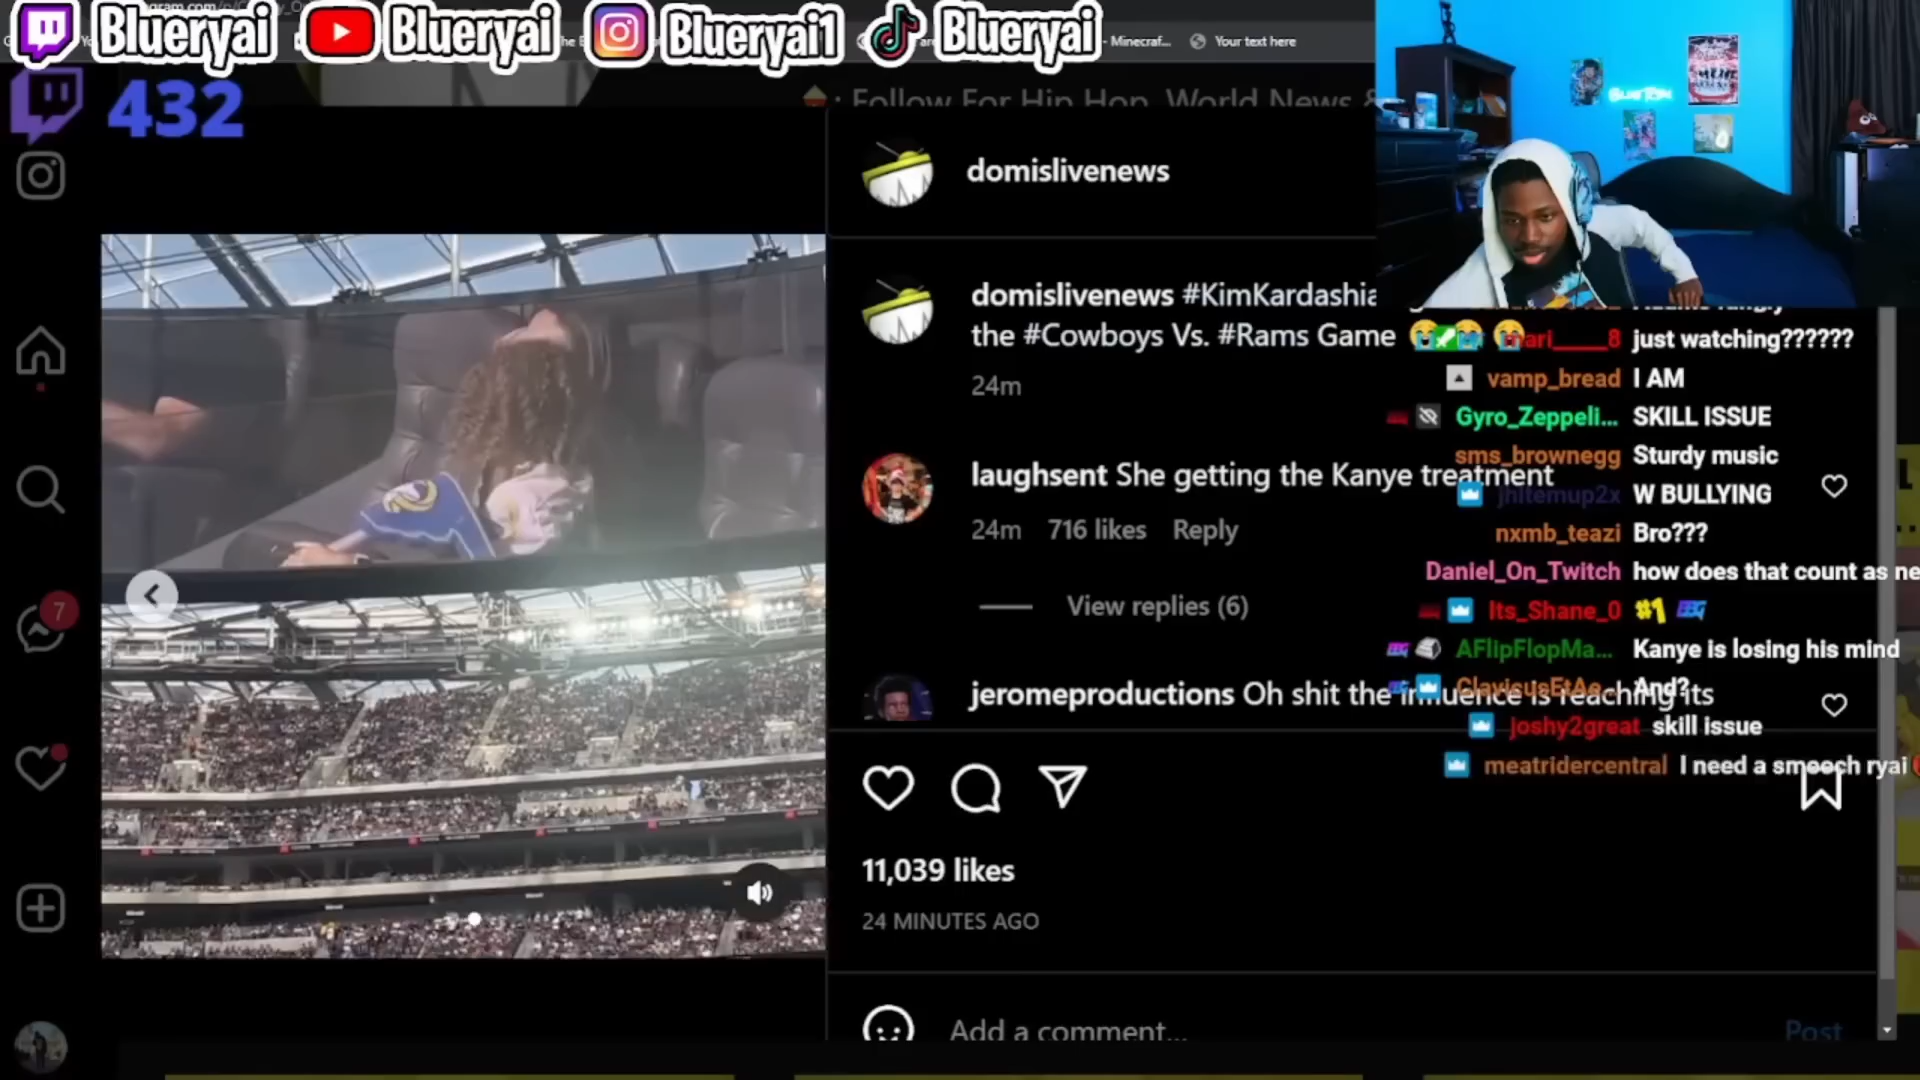 Blueryai
Blueryai
Blueryai1
Blueryai
- Minecraf...
Your text here
432
: Follow For Hip Hop, World News &
domislivenews
domislivenews #KimKardashia
the #Cowboys Vs. #Rams Game
24m
laughsent She getting the Kanye treatment
24m 716 likes Reply
View replies (6)
jeromeproductions Oh shit the influence is reaching its
11,039 likes
24 MINUTES AGO
Add a comment...
Post
7
just watching??????
vamp_bread I AM
Gyro_Zeppeli... SKILL ISSUE
sms_brownegg Sturdy music
jhitemup2x W BULLYING
nxmb_teazi Bro???
Daniel_On_Twitch how does that count as ne
Its_Shane_0 #1
AFlipFlopMa... Kanye is losing his mind
And?
joshy2great skill issue
meatridercentral I need a smooch ryai